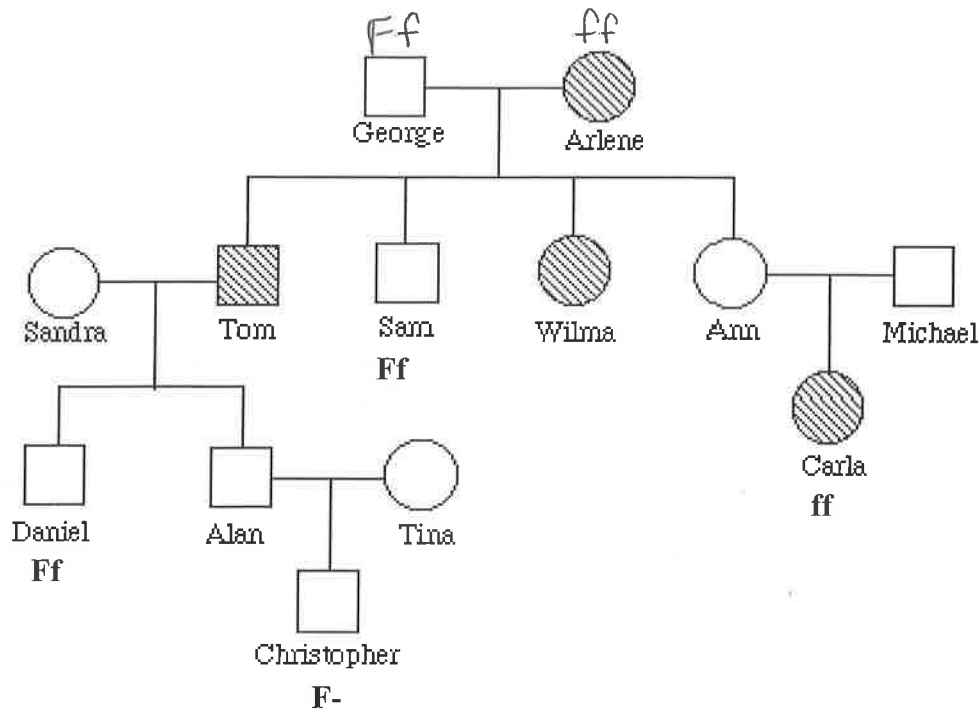 Ff ff
George Arlene
Sandra Tom Sam Wilma Ann Michael
Ff
Carla
ff
Daniel Alan Tina
Ff
Christopher
F-